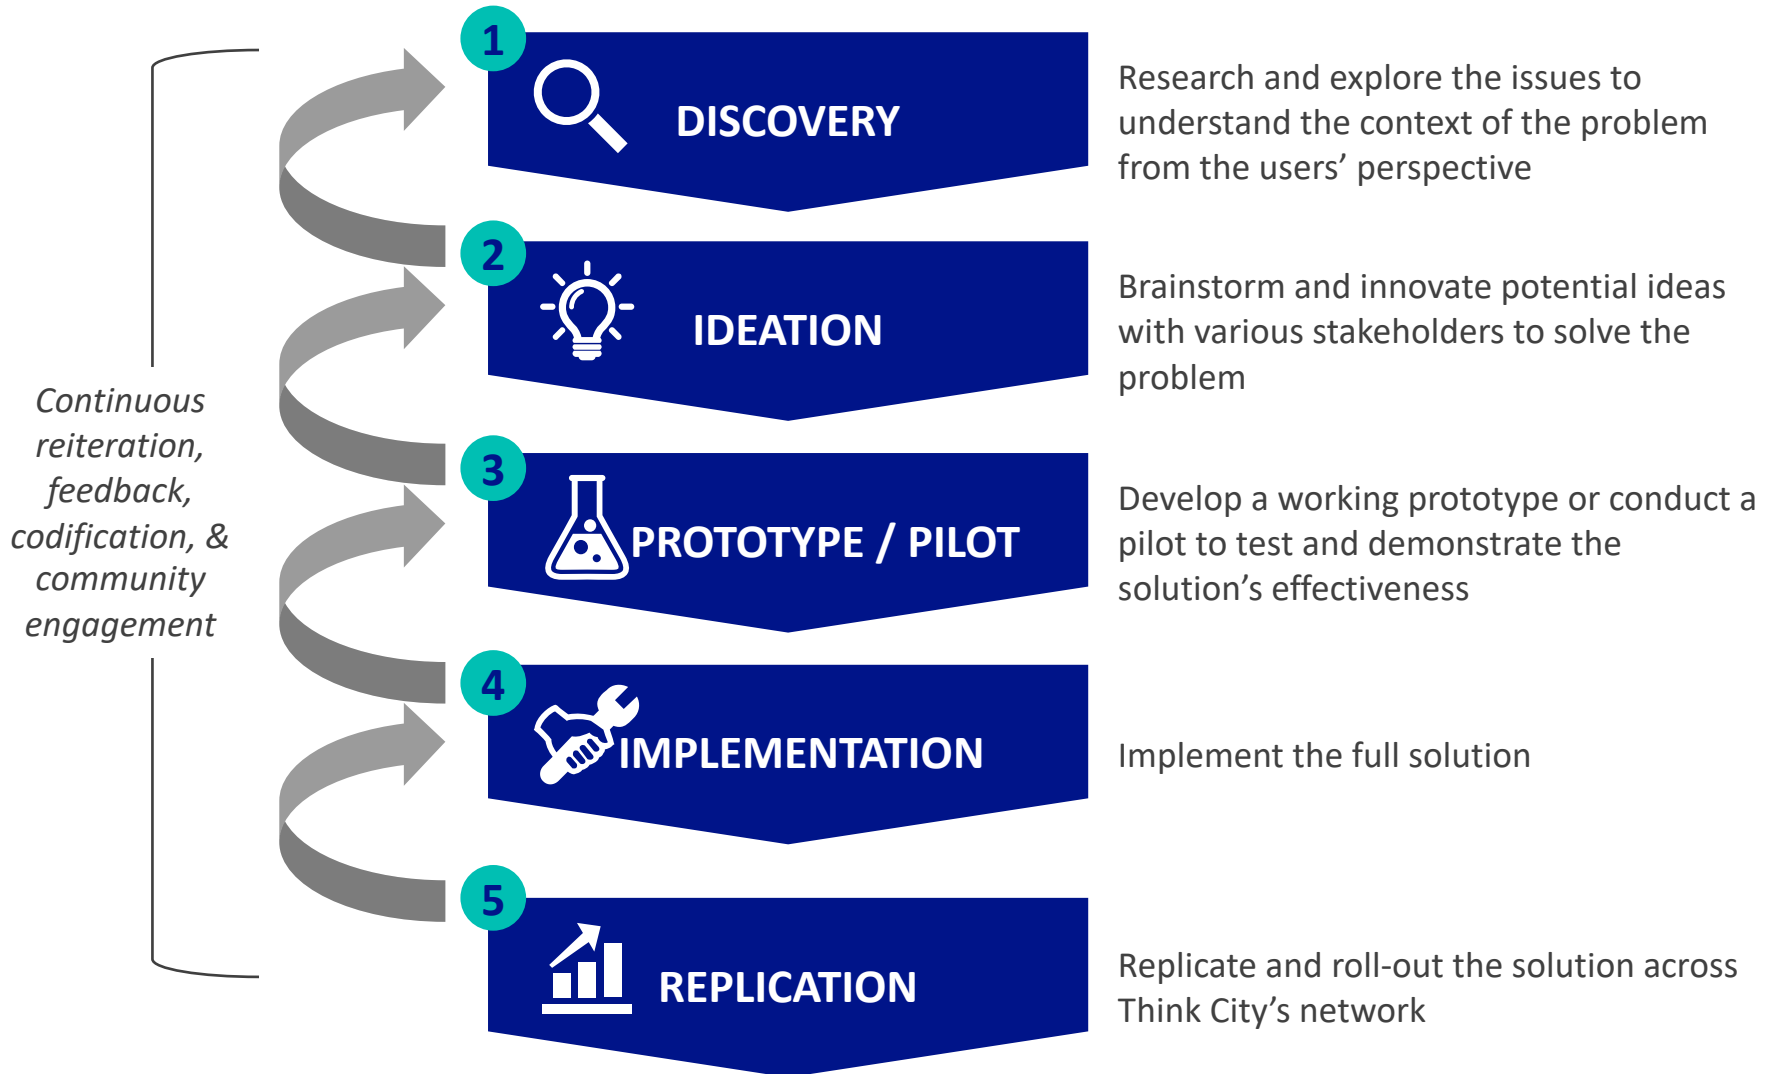 Continuous
reiteration,
feedback,
codification, &
community
engagement
1
DISCOVERY
Research and explore the issues to
understand the context of the problem
from the users’ perspective
2
IDEATION
Brainstorm and innovate potential ideas
with various stakeholders to solve the
problem
3
PROTOTYPE / PILOT
Develop a working prototype or conduct a
pilot to test and demonstrate the
solution’s effectiveness
4
IMPLEMENTATION
Implement the full solution
5
REPLICATION
Replicate and roll-out the solution across
Think City’s network